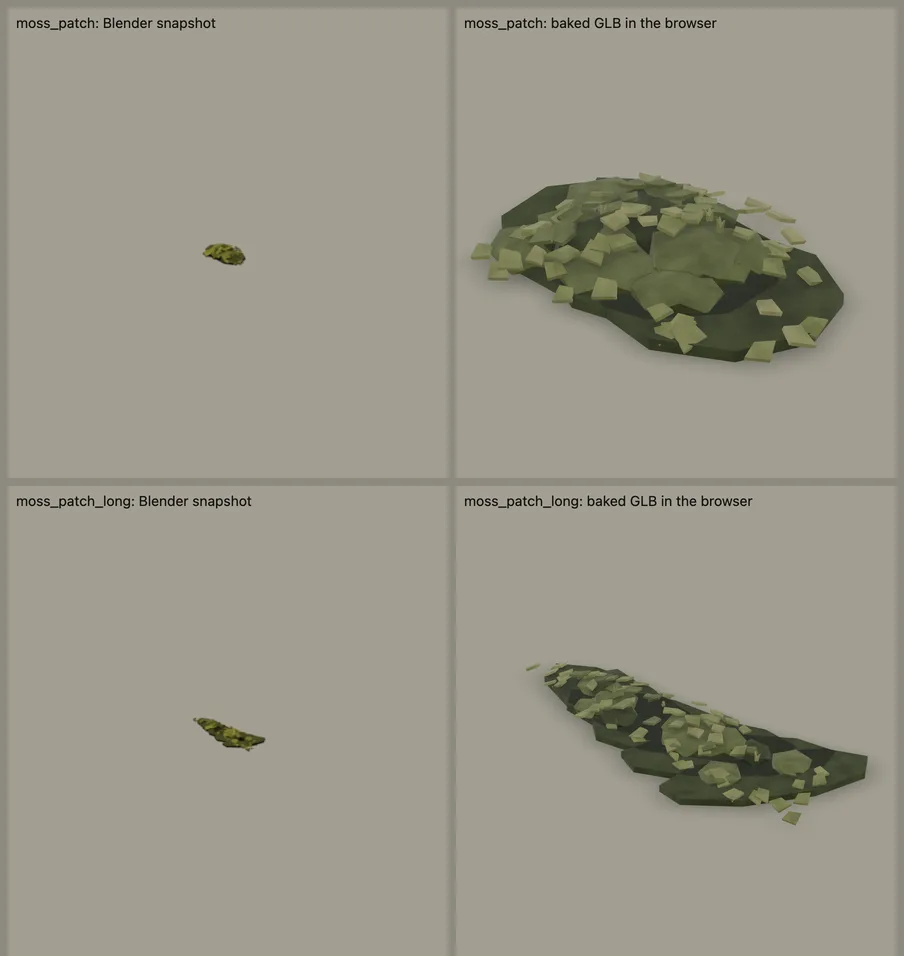 moss_patch: Blender snapshot
moss_patch: baked GLB in the browser
moss_patch_long: Blender snapshot
moss_patch_long: baked GLB in the browser